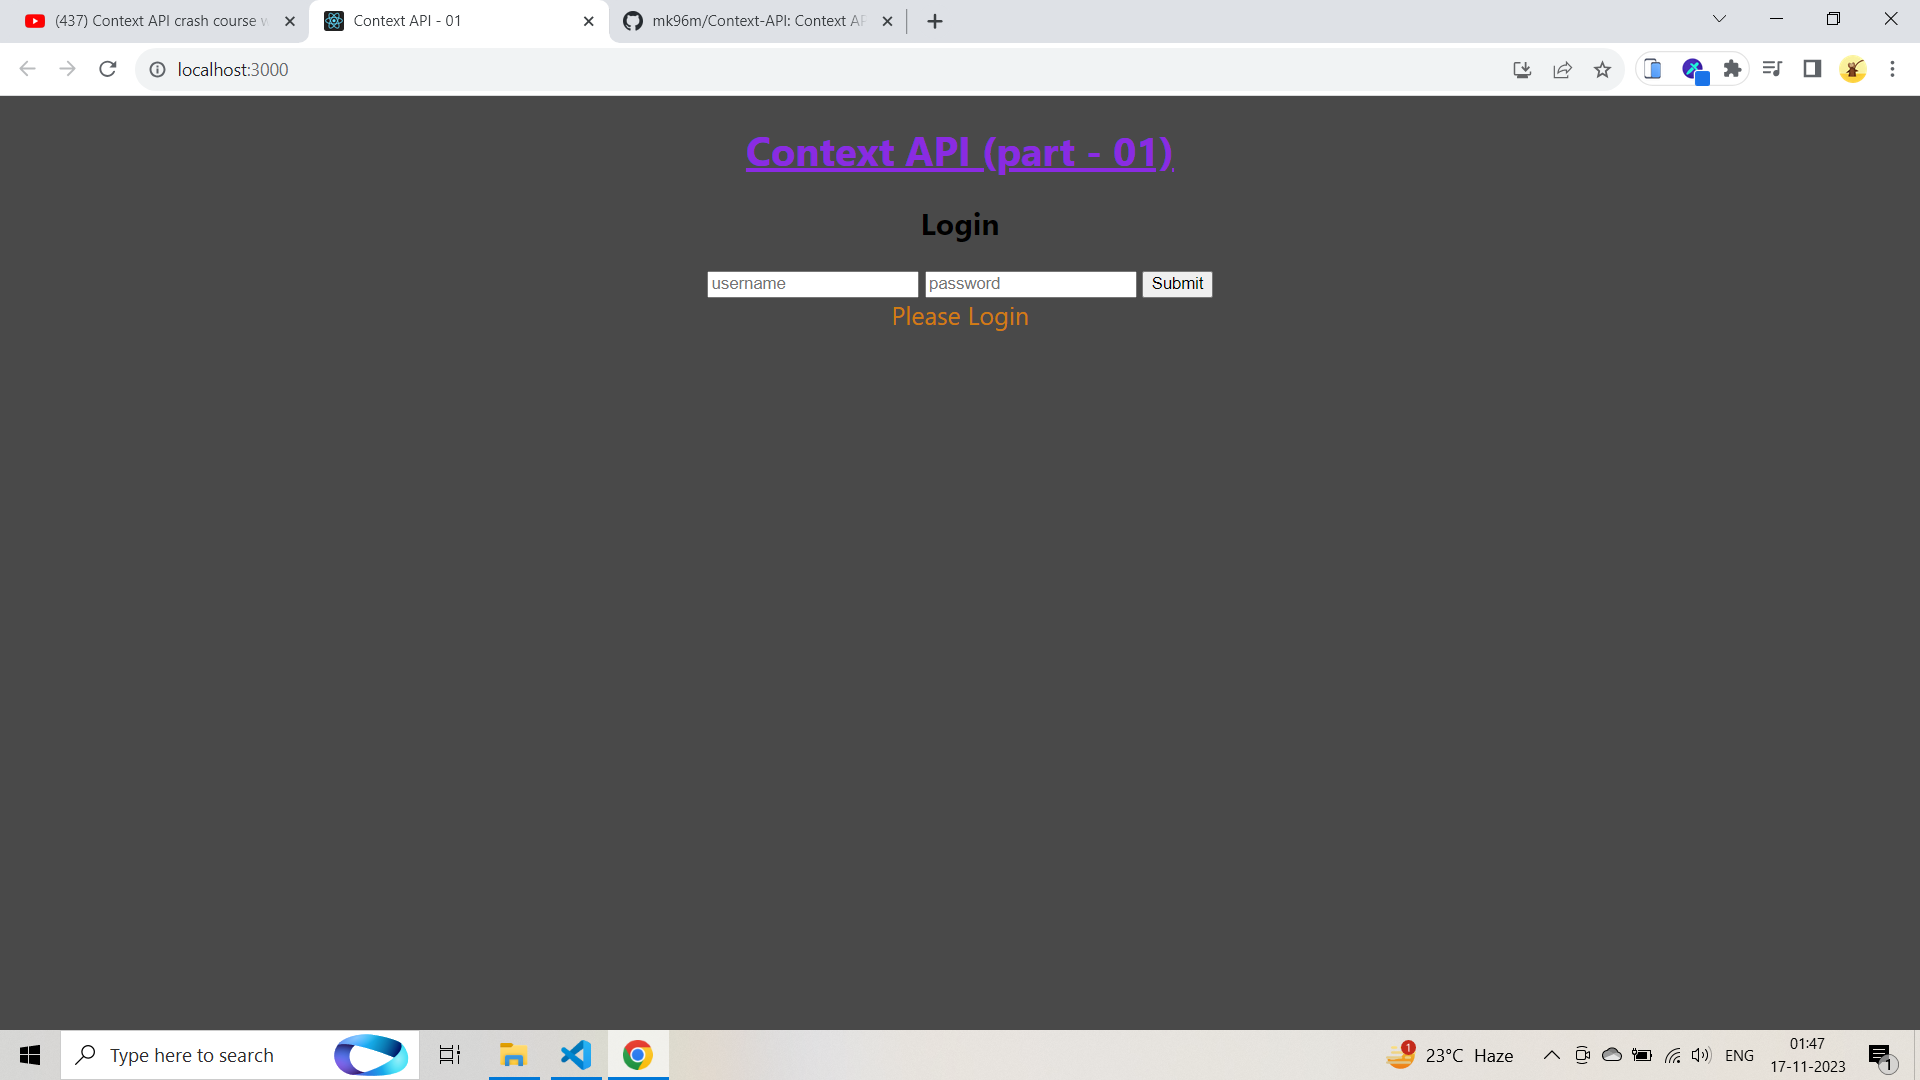 (437) Context API crash course w
Context API - 01
mk96m/Context-API: Context AP
localhost:3000
Context API (part - 01)
Login
username password Submit
Please Login
Type here to search
1
23°C Haze
ENG
01:47
17-11-2023
1